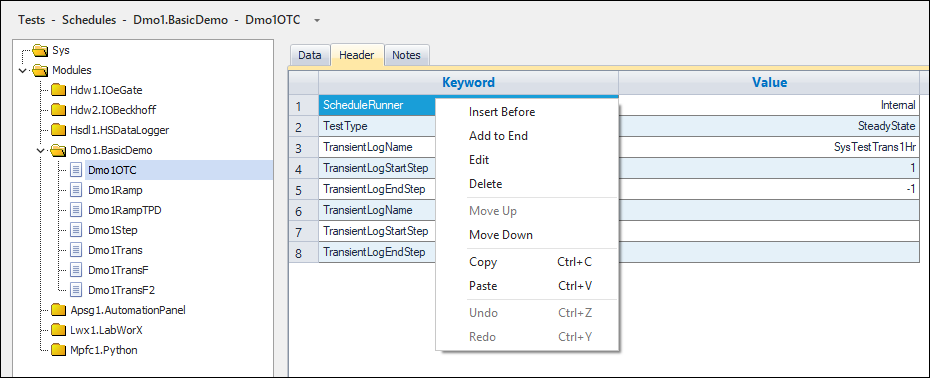 Tests - Schedules - Dmo1.BasicDemo - Dmo1OTC
Sys
Modules
Hdw1.IOeGate
Hdw2.IOBeckhoff
Hsdl1.HSDataLogger
Dmo1.BasicDemo
Dmo1OTC
Dmo1Ramp
Dmo1RampTPD
Dmo1Step
Dmo1Trans
Dmo1TransF
Dmo1TransF2
Apsg1.AutomationPanel
Lwx1.LabWorX
Mpfc1.Python
Data Header Notes
Keyword Value
1 ScheduleRunner Internal
2 TestType SteadyState
3 TransientLogName SysTestTrans1Hr
4 TransientLogStartStep 1
5 TransientLogEndStep -1
6 TransientLogName
7 TransientLogStartStep
8 TransientLogEndStep
Insert Before
Add to End
Edit
Delete
Move Up
Move Down
Copy Ctrl+C
Paste Ctrl+V
Undo Ctrl+Z
Redo Ctrl+Y